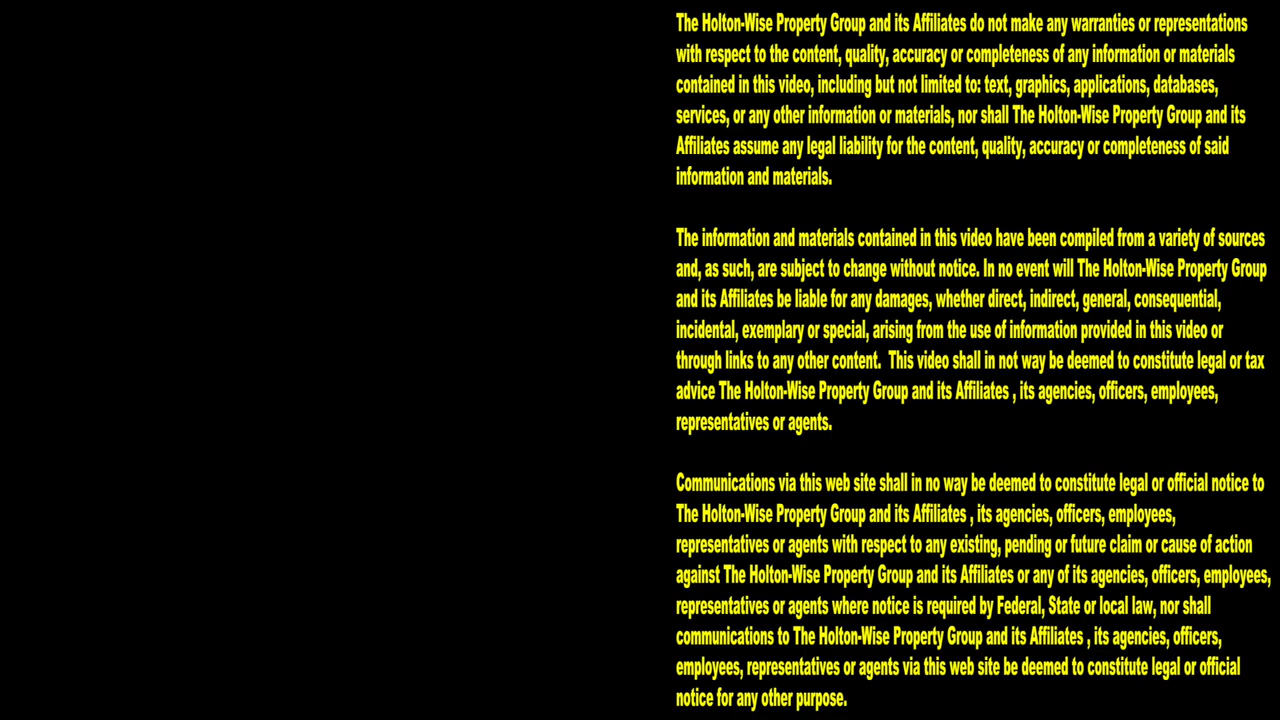 The Holton-Wise Property Group and its Affiliates do not make any warranties or representations
with respect to the content, quality, accuracy or completeness of any information or materials
contained in this video, including but not limited to: text, graphics, applications, databases,
services, or any other information or materials, nor shall The Holton-Wise Property Group and its
Affiliates assume any legal liability for the content, quality, accuracy or completeness of said
information and materials.
The information and materials contained in this video have been compiled from a variety of sources
and, as such, are subject to change without notice. In no event will The Holton-Wise Property Group
and its Affiliates be liable for any damages, whether direct, indirect, general, consequential,
incidental, exemplary or special, arising from the use of information provided in this video or
through links to any other content.  This video shall in not way be deemed to constitute legal or tax
advice The Holton-Wise Property Group and its Affiliates , its agencies, officers, employees,
representatives or agents.
Communications via this web site shall in no way be deemed to constitute legal or official notice to
The Holton-Wise Property Group and its Affiliates , its agencies, officers, employees,
representatives or agents with respect to any existing, pending or future claim or cause of action
against The Holton-Wise Property Group and its Affiliates or any of its agencies, officers, employees,
representatives or agents where notice is required by Federal, State or local law, nor shall
communications to The Holton-Wise Property Group and its Affiliates , its agencies, officers,
employees, representatives or agents via this web site be deemed to constitute legal or official
notice for any other purpose.